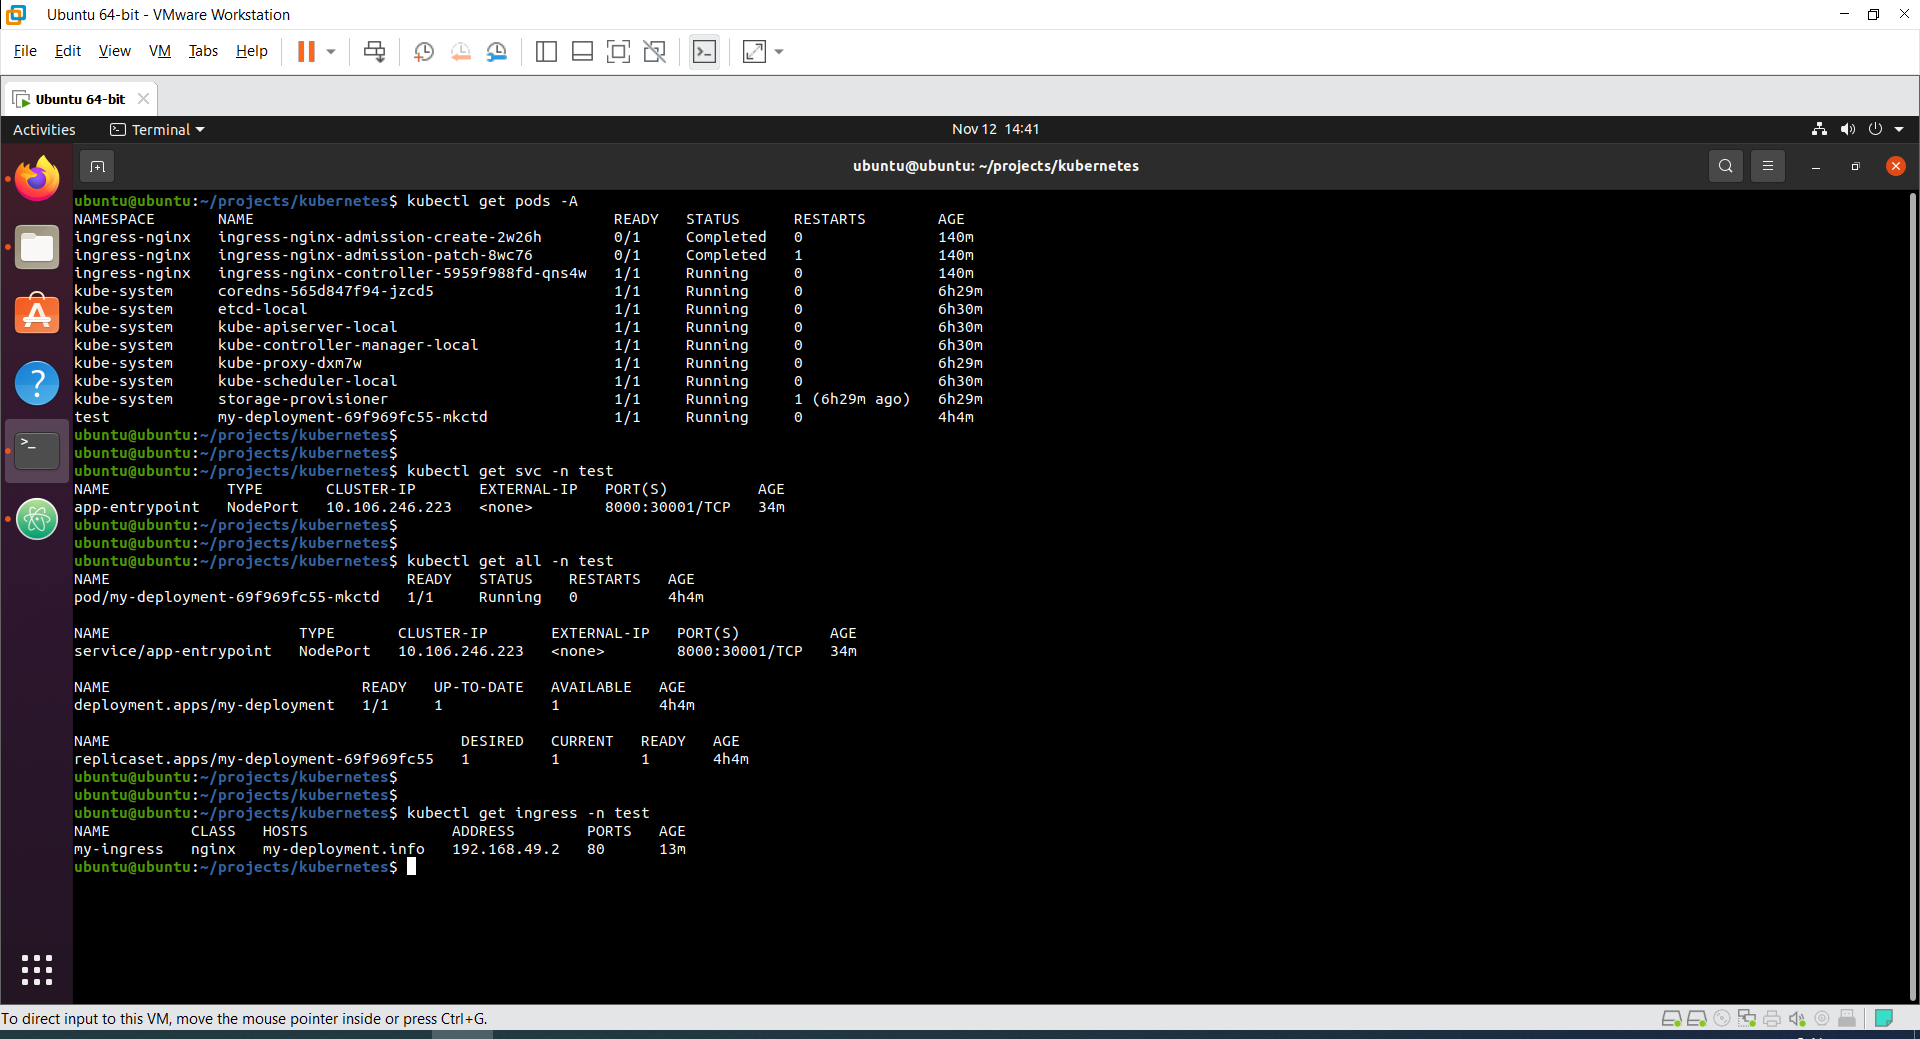 Ubuntu 64-bit - VMware Workstation
File Edit View VM Tabs Help
Ubuntu 64-bit
Activities Terminal Nov 12 14:41
ubuntu@ubuntu: ~/projects/kubernetes
ubuntu@ubuntu:~/projects/kubernetes$ kubectl get pods -A
NAMESPACE NAME READY STATUS RESTARTS AGE
ingress-nginx ingress-nginx-admission-create-2w26h 0/1 Completed 0 140m
ingress-nginx ingress-nginx-admission-patch-8wc76 0/1 Completed 1 140m
ingress-nginx ingress-nginx-controller-5959f988fd-qns4w 1/1 Running 0 140m
kube-system coredns-565d847f94-jzcd5 1/1 Running 0 6h29m
kube-system etcd-local 1/1 Running 0 6h30m
kube-system kube-apiserver-local 1/1 Running 0 6h30m
kube-system kube-controller-manager-local 1/1 Running 0 6h30m
kube-system kube-proxy-dxm7w 1/1 Running 0 6h29m
kube-system kube-scheduler-local 1/1 Running 0 6h30m
kube-system storage-provisioner 1/1 Running 1 (6h29m ago) 6h29m
test my-deployment-69f969fc55-mkctd 1/1 Running 0 4h4m
ubuntu@ubuntu:~/projects/kubernetes$
ubuntu@ubuntu:~/projects/kubernetes$
ubuntu@ubuntu:~/projects/kubernetes$ kubectl get svc -n test
NAME TYPE CLUSTER-IP EXTERNAL-IP PORT(S) AGE
app-entrypoint NodePort 10.106.246.223 <none> 8000:30001/TCP 34m
ubuntu@ubuntu:~/projects/kubernetes$
ubuntu@ubuntu:~/projects/kubernetes$
ubuntu@ubuntu:~/projects/kubernetes$ kubectl get all -n test
NAME READY STATUS RESTARTS AGE
pod/my-deployment-69f969fc55-mkctd 1/1 Running 0 4h4m
NAME TYPE CLUSTER-IP EXTERNAL-IP PORT(S) AGE
service/app-entrypoint NodePort 10.106.246.223 <none> 8000:30001/TCP 34m
NAME READY UP-TO-DATE AVAILABLE AGE
deployment.apps/my-deployment 1/1 1 1 4h4m
NAME DESIRED CURRENT READY AGE
replicaset.apps/my-deployment-69f969fc55 1 1 1 4h4m
ubuntu@ubuntu:~/projects/kubernetes$
ubuntu@ubuntu:~/projects/kubernetes$
ubuntu@ubuntu:~/projects/kubernetes$ kubectl get ingress -n test
NAME CLASS HOSTS ADDRESS PORTS AGE
my-ingress nginx my-deployment.info 192.168.49.2 80 13m
ubuntu@ubuntu:~/projects/kubernetes$
To direct input to this VM, move the mouse pointer inside or press Ctrl+G.